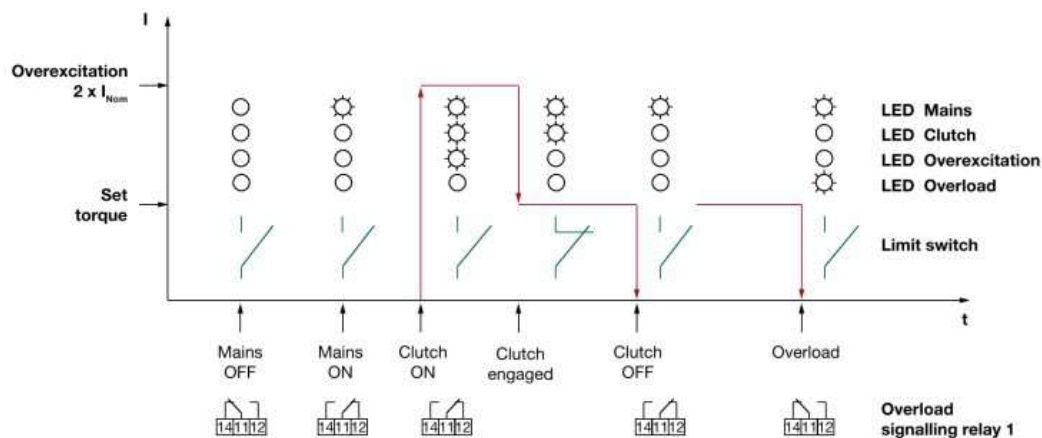 I
Overexcitation
2 x I Nom
LED Mains
LED Clutch
LED Overexcitation
LED Overload
Set
torque
Limit switch
t
Mains
OFF
Mains
ON
Clutch
ON
Clutch
engaged
Clutch
OFF
Overload
14 11 12
14 11 12
14 11 12
14 11 12
14 11 12
Overload
signalling relay 1